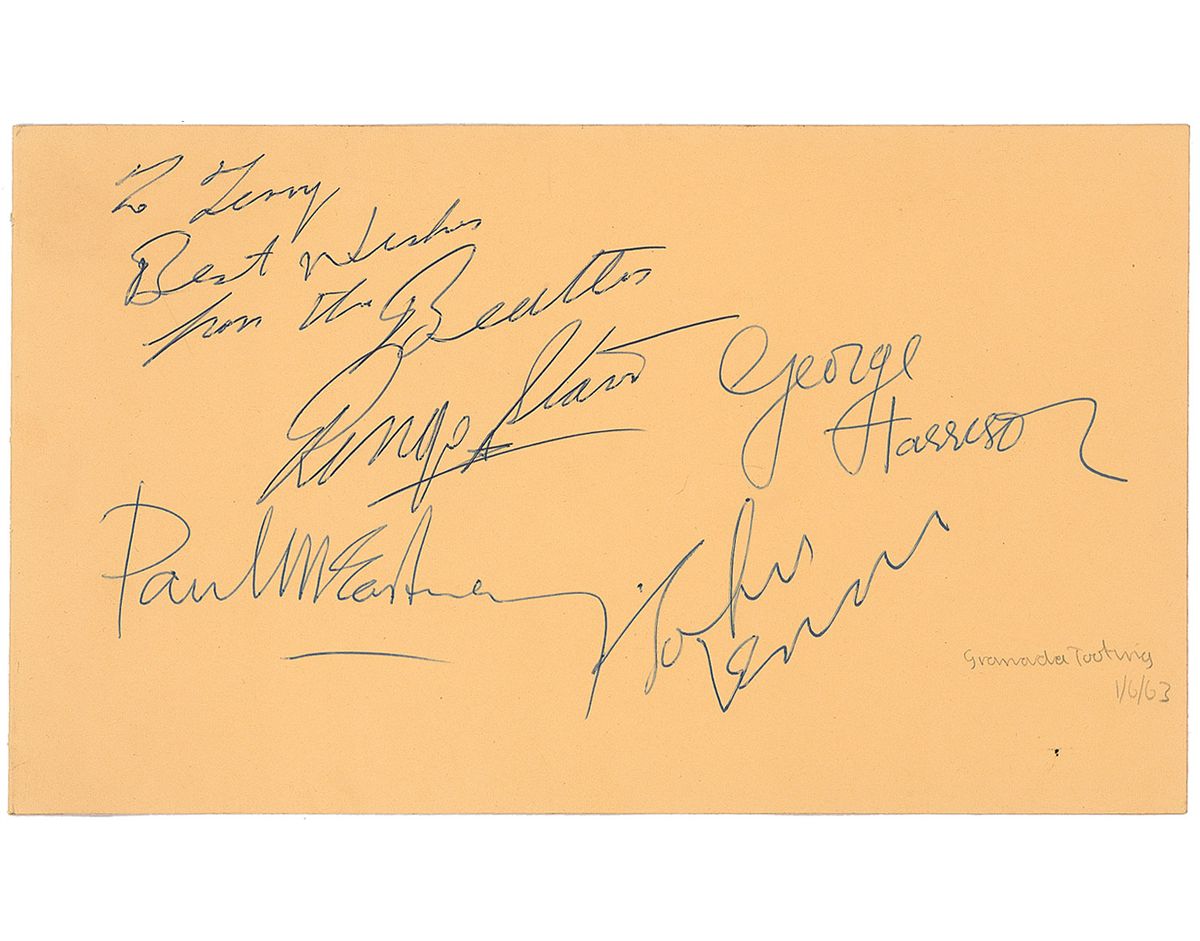 To Terry
Best Wishes
from the Beatles
Ringo Starr
George
Harrison
Paul McCartney
John
Lennon
Granada Tooting
1/6/63